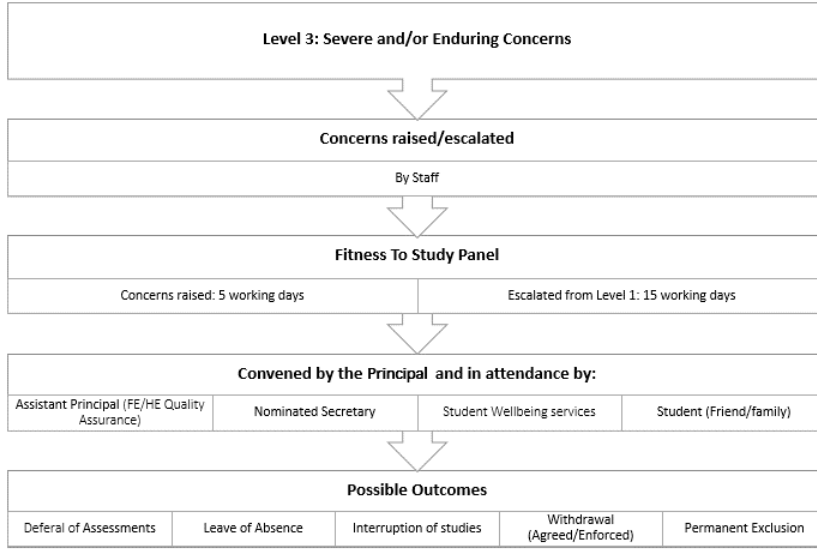 Level 3: Severe and/or Enduring Concerns
Concerns raised/escalated
By Staff
Fitness To Study Panel
Concerns raised: 5 working days
Escalated from Level 1: 15 working days
Convened by the Principal and in attendance by:
Assistant Principal (FE/HE Quality
Assurance)
Nominated Secretary
Student Wellbeing services
Student (Friend/family)
Possible Outcomes
Deferal of Assessments
Leave of Absence
Interruption of studies
Withdrawal
(Agreed/Enforced)
Permanent Exclusion